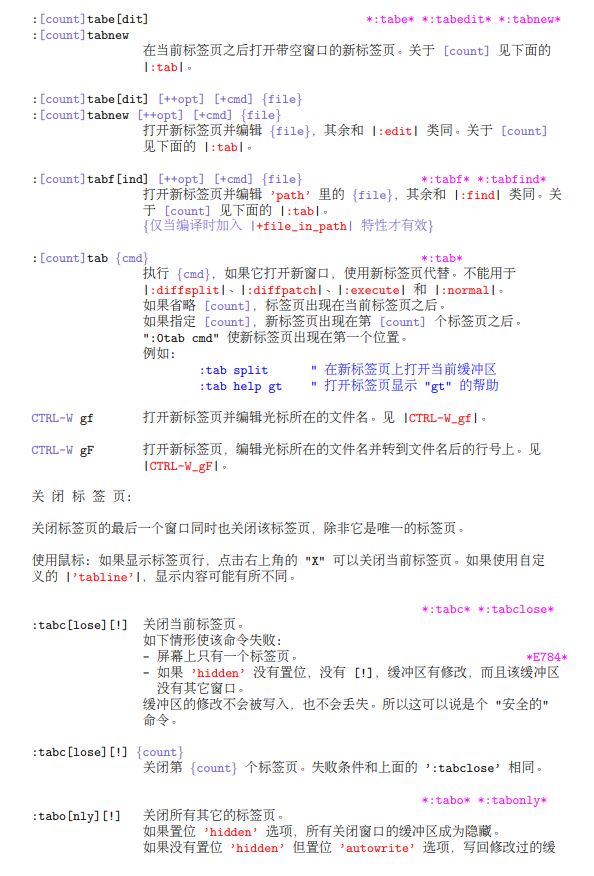 :[count]tabe[dit] *:tabe* *:tabedit* *:tabnew*
:[count]tabnew
在当前标签页之后打开带空窗口的新标签页。关于 [count] 见下面的
|:tab|。
:[count]tabe[dit] [++opt] [+cmd] {file}
:[count]tabnew [++opt] [+cmd] {file}
打开新标签页并编辑 {file}，其余和 |:edit| 类同。关于 [count]
见下面的 |:tab|。
:[count]tabf[ind] [++opt] [+cmd] {file} *:tabf* *:tabfind*
打开新标签页并编辑 'path' 里的 {file}，其余和 |:find| 类同。关
于 [count] 见下面的 |:tab|。
{仅当编译时加入 |+file_in_path| 特性才有效}
:[count]tab {cmd} *:tab*
执行 {cmd}，如果它打开新窗口，使用新标签页代替。不能用于
|:diffsplit|、|:diffpatch|、|:execute| 和 |:normal|。
如果省略 [count]，标签页出现在当前标签页之后。
如果指定 [count]，新标签页出现在第 [count] 个标签页之后。
":0tab cmd" 使新标签页出现在第一个位置。
例如：
:tab split " 在新标签页上打开当前缓冲区
:tab help gt " 打开标签页显示 "gt" 的帮助
CTRL-W gf 打开新标签页并编辑光标所在的文件名。见 |CTRL-W_gf|。
CTRL-W gF 打开新标签页，编辑光标所在的文件名并转到文件名后的行号上。见
|CTRL-W_gF|。
关 闭 标 签 页：
关闭标签页的最后一个窗口同时也关闭该标签页，除非它是唯一的标签页。
使用鼠标：如果显示标签页行，点击右上角的 "X" 可以关闭当前标签页。如果使用自定
义的 |'tabline'|，显示内容可能有所不同。
*:tabc* *:tabclose*
:tabc[lose][!] 关闭当前标签页。
如下情形使该命令失败：
- 屏幕上只有一个标签页。 *E784*
- 如果 'hidden' 没有置位，没有 [!]，缓冲区有修改，而且该缓冲区
没有其它窗口。
缓冲区的修改不会被写入，也不会丢失。所以这可以说是个 "安全的"
命令。
:tabc[lose][!] {count}
关闭第 {count} 个标签页。失败条件和上面的 ':tabclose' 相同。
*:tabo* *:tabonly*
:tabo[nly][!] 关闭所有其它的标签页。
如果置位 'hidden' 选项，所有关闭窗口的缓冲区成为隐藏。
如果没有置位 'hidden' 但置位 'autowrite' 选项，写回修改过的缓